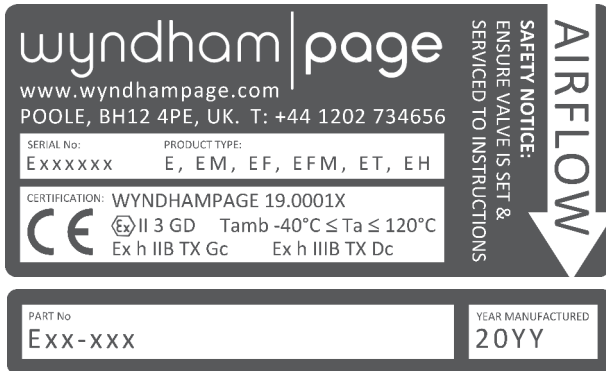 wyndham|page
www.wyndhampage.com
POOLE, BH12 4PE, UK. T: +44 1202 734656
SERIAL No:
Exxxxxx
PRODUCT TYPE:
E, EM, EF, EFM, ET, EH
CERTIFICATION: WYNDHAMPAGE 19.0001X
CE
Ex II 3 GD Tamb -40°C ≤ Ta ≤ 120°C
Ex h IIB TX Gc Ex h IIIB TX Dc
SAFETY NOTICE:
ENSURE VALVE IS SET &
SERVICED TO INSTRUCTIONS
AIRFLOW
PART No
Exx-xxx
YEAR MANUFACTURED
20YY